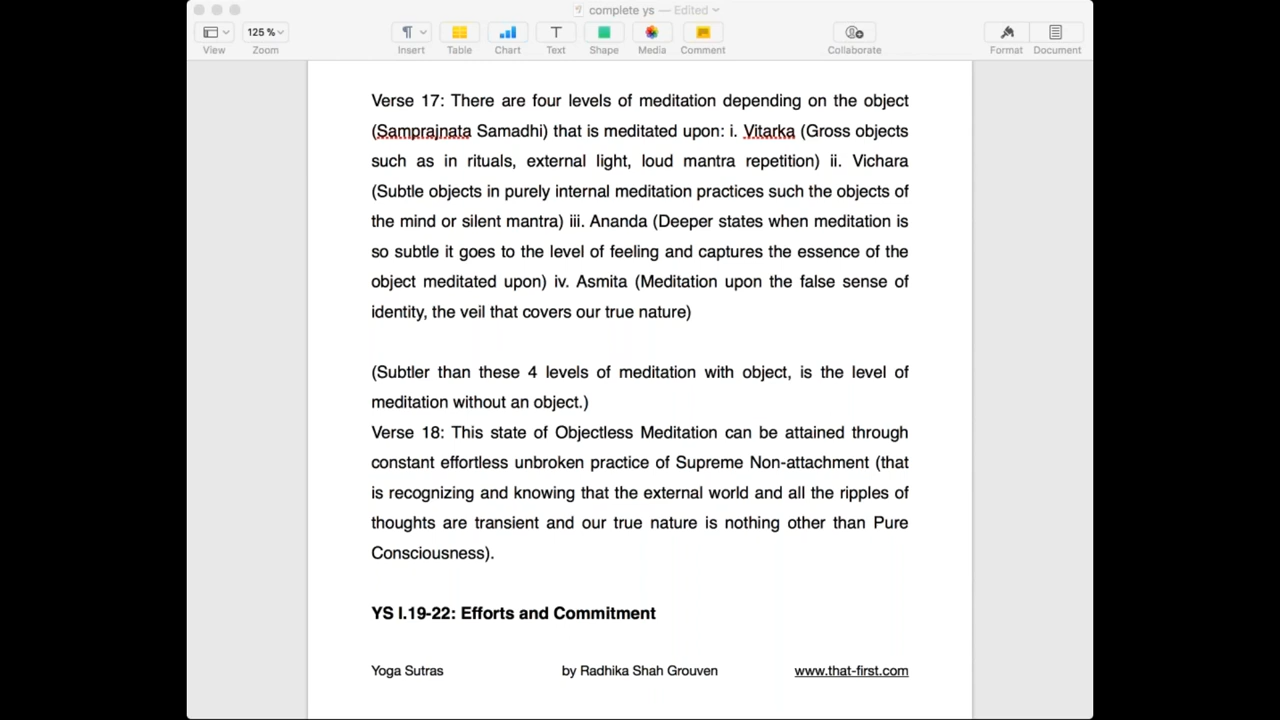 complete ys — Edited
View
125 %
Zoom
Insert
Table
Chart
Text
Shape
Media
Comment
Collaborate
Format
Document
Verse 17: There are four levels of meditation depending on the object
(Samprajnata Samadhi) that is meditated upon: i. Vitarka (Gross objects
such as in rituals, external light, loud mantra repetition) ii. Vichara
(Subtle objects in purely internal meditation practices such the objects of
the mind or silent mantra) iii. Ananda (Deeper states when meditation is
so subtle it goes to the level of feeling and captures the essence of the
object meditated upon) iv. Asmita (Meditation upon the false sense of
identity, the veil that covers our true nature)
(Subtler than these 4 levels of meditation with object, is the level of
meditation without an object.)
Verse 18: This state of Objectless Meditation can be attained through
constant effortless unbroken practice of Supreme Non-attachment (that
is recognizing and knowing that the external world and all the ripples of
thoughts are transient and our true nature is nothing other than Pure
Consciousness).
YS I.19-22: Efforts and Commitment
Yoga Sutras by Radhika Shah Grouven www.that-first.com